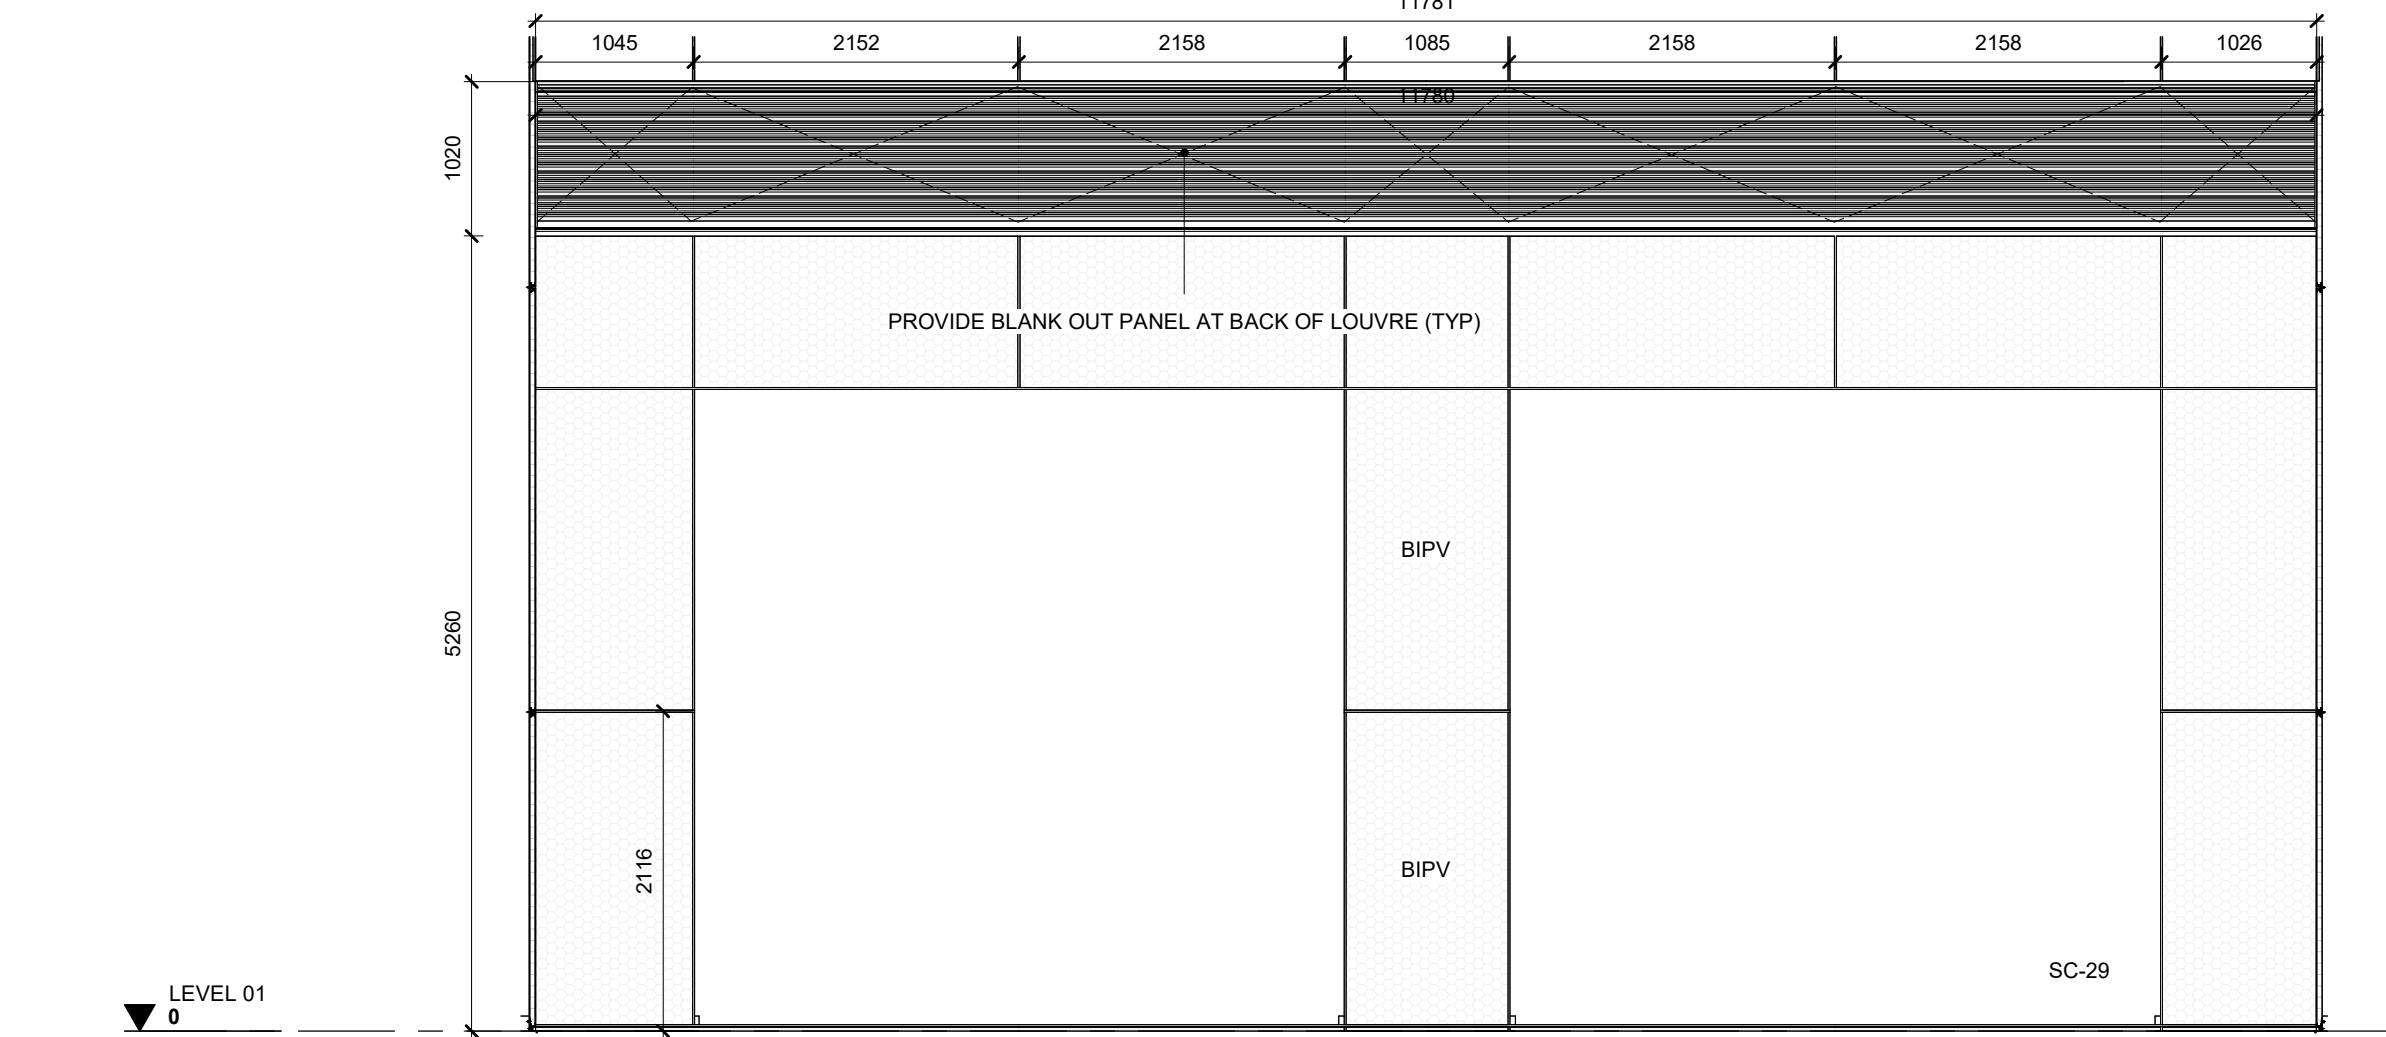 11781
1045
2152
2158
1085
2158
2158
1026
11780
1020
PROVIDE BLANK OUT PANEL AT BACK OF LOUVRE (TYP)
BIPV
5260
BIPV
2116
SC-29
LEVEL 01
0